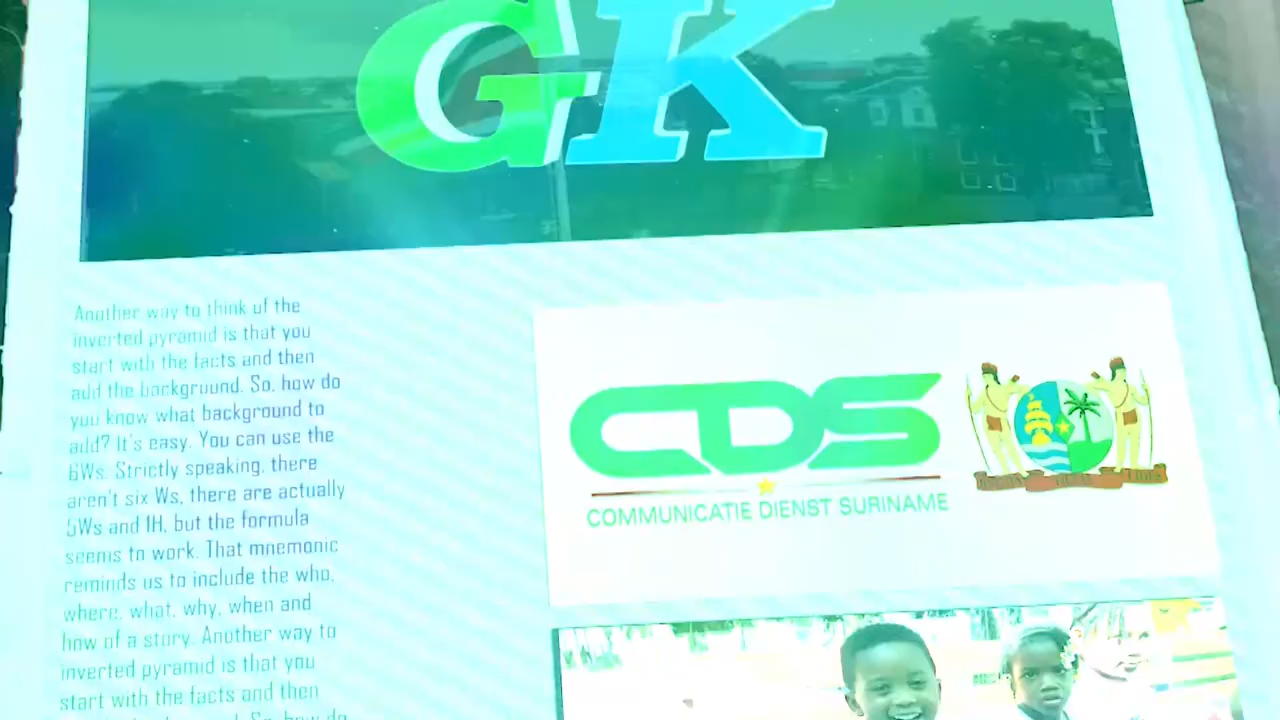 GK
Another way to think of the
inverted pyramid is that you
start with the facts and then
add the background. So, how do
you know what background to
add? It's easy. You can use the
6Ws. Strictly speaking, there
aren't six Ws, there are actually
5Ws and 1H, but the formula
seems to work. That mnemonic
reminds us to include the who,
where, what, why, when and
how of a story. Another way to
inverted pyramid is that you
start with the facts and then
So, how do
CDS
COMMUNICATIE DIENST SURINAME